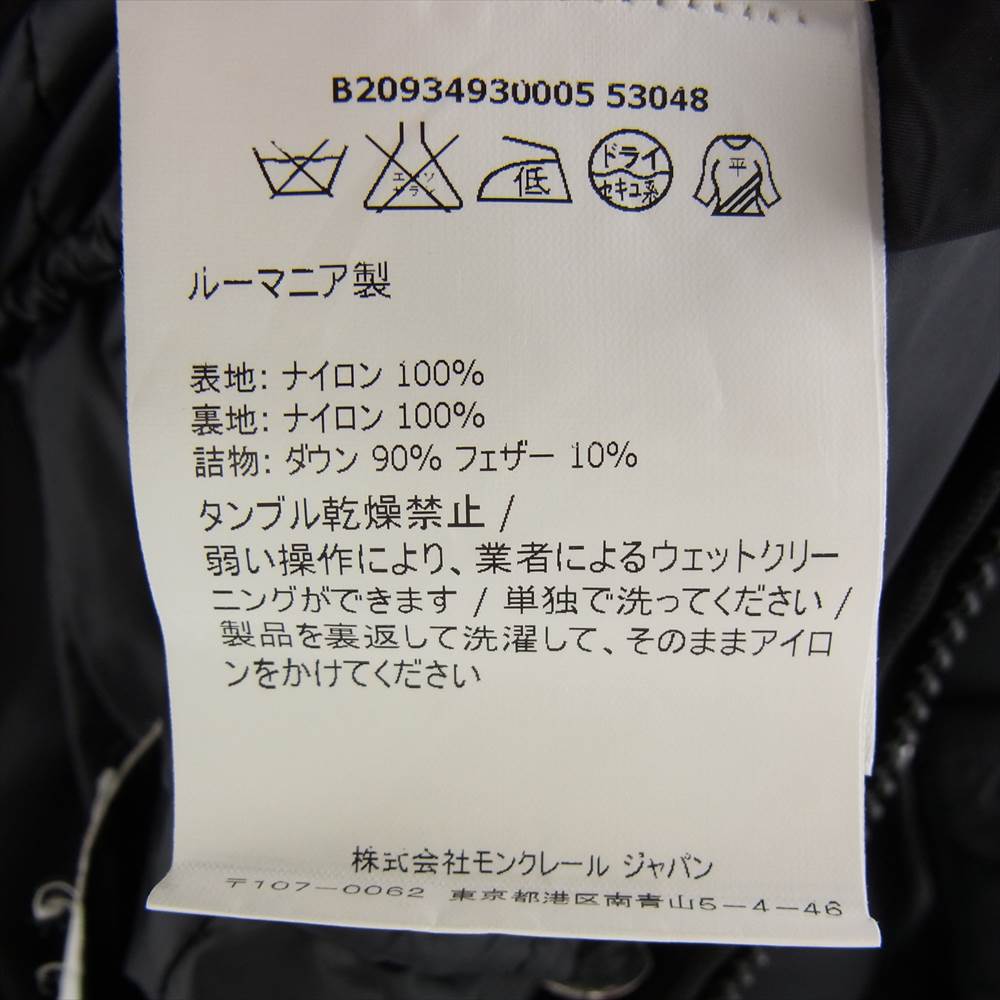 B20934930005 53048
エンソ 低 ドライ 平
サラシ セキユ系
ルーマニア製
表地: ナイロン 100%
裏地: ナイロン 100%
詰物: ダウン 90% フェザー 10%
タンブル乾燥禁止 /
弱い操作により、業者によるウェットクリー
ニングができます / 単独で洗ってください /
製品を裏返して洗濯して、そのままアイロ
ンをかけてください
株式会社モンクレール ジャパン
〒107-0062 東京都港区南青山5-4-46